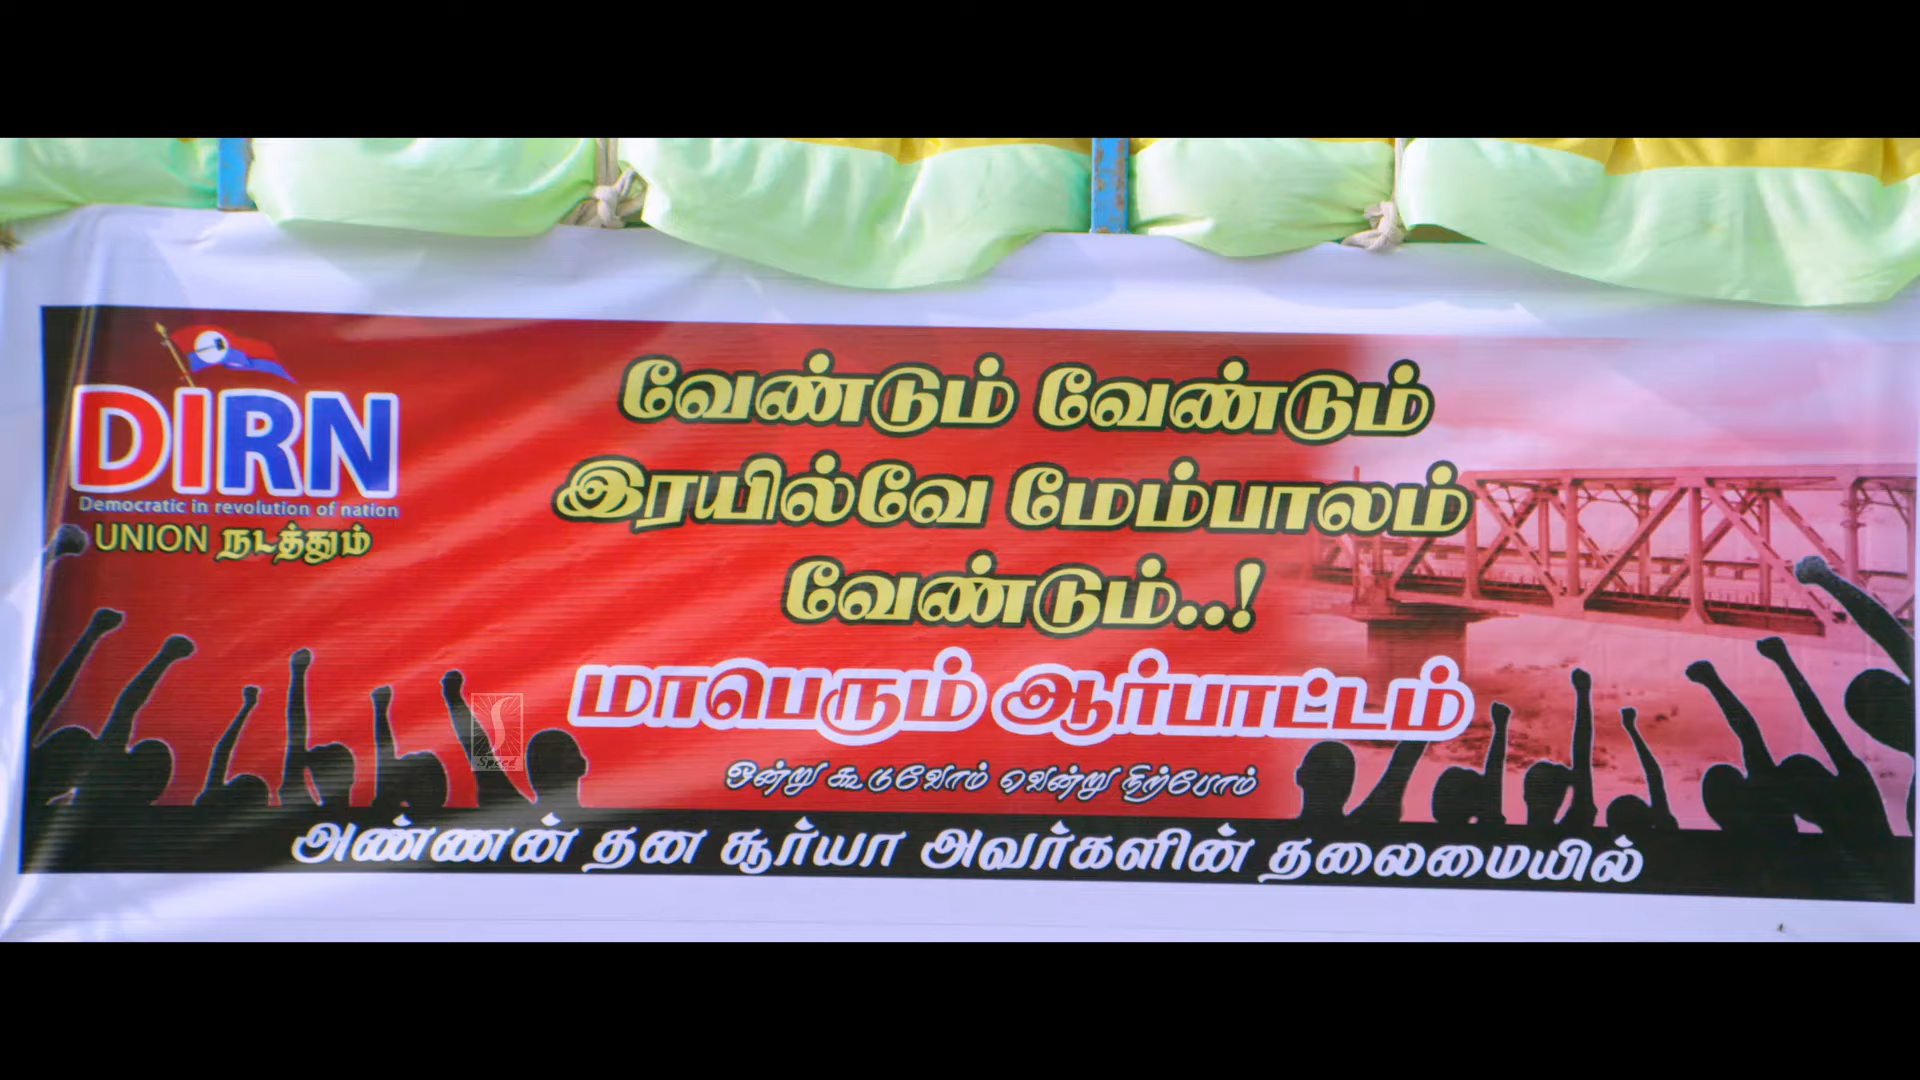 DIRN
Democratic in revolution of nation
UNION நடத்தும்
வேண்டும் வேண்டும்
இரயில்வே மேம்பாலம்
வேண்டும்..!
மாபெரும் ஆர்பாட்டம்
ஒன்று கூடுவோம் வென்று நிற்போம்
அண்ணன் தன சூர்யா அவர்களின் தலைமையில்
S
Speed